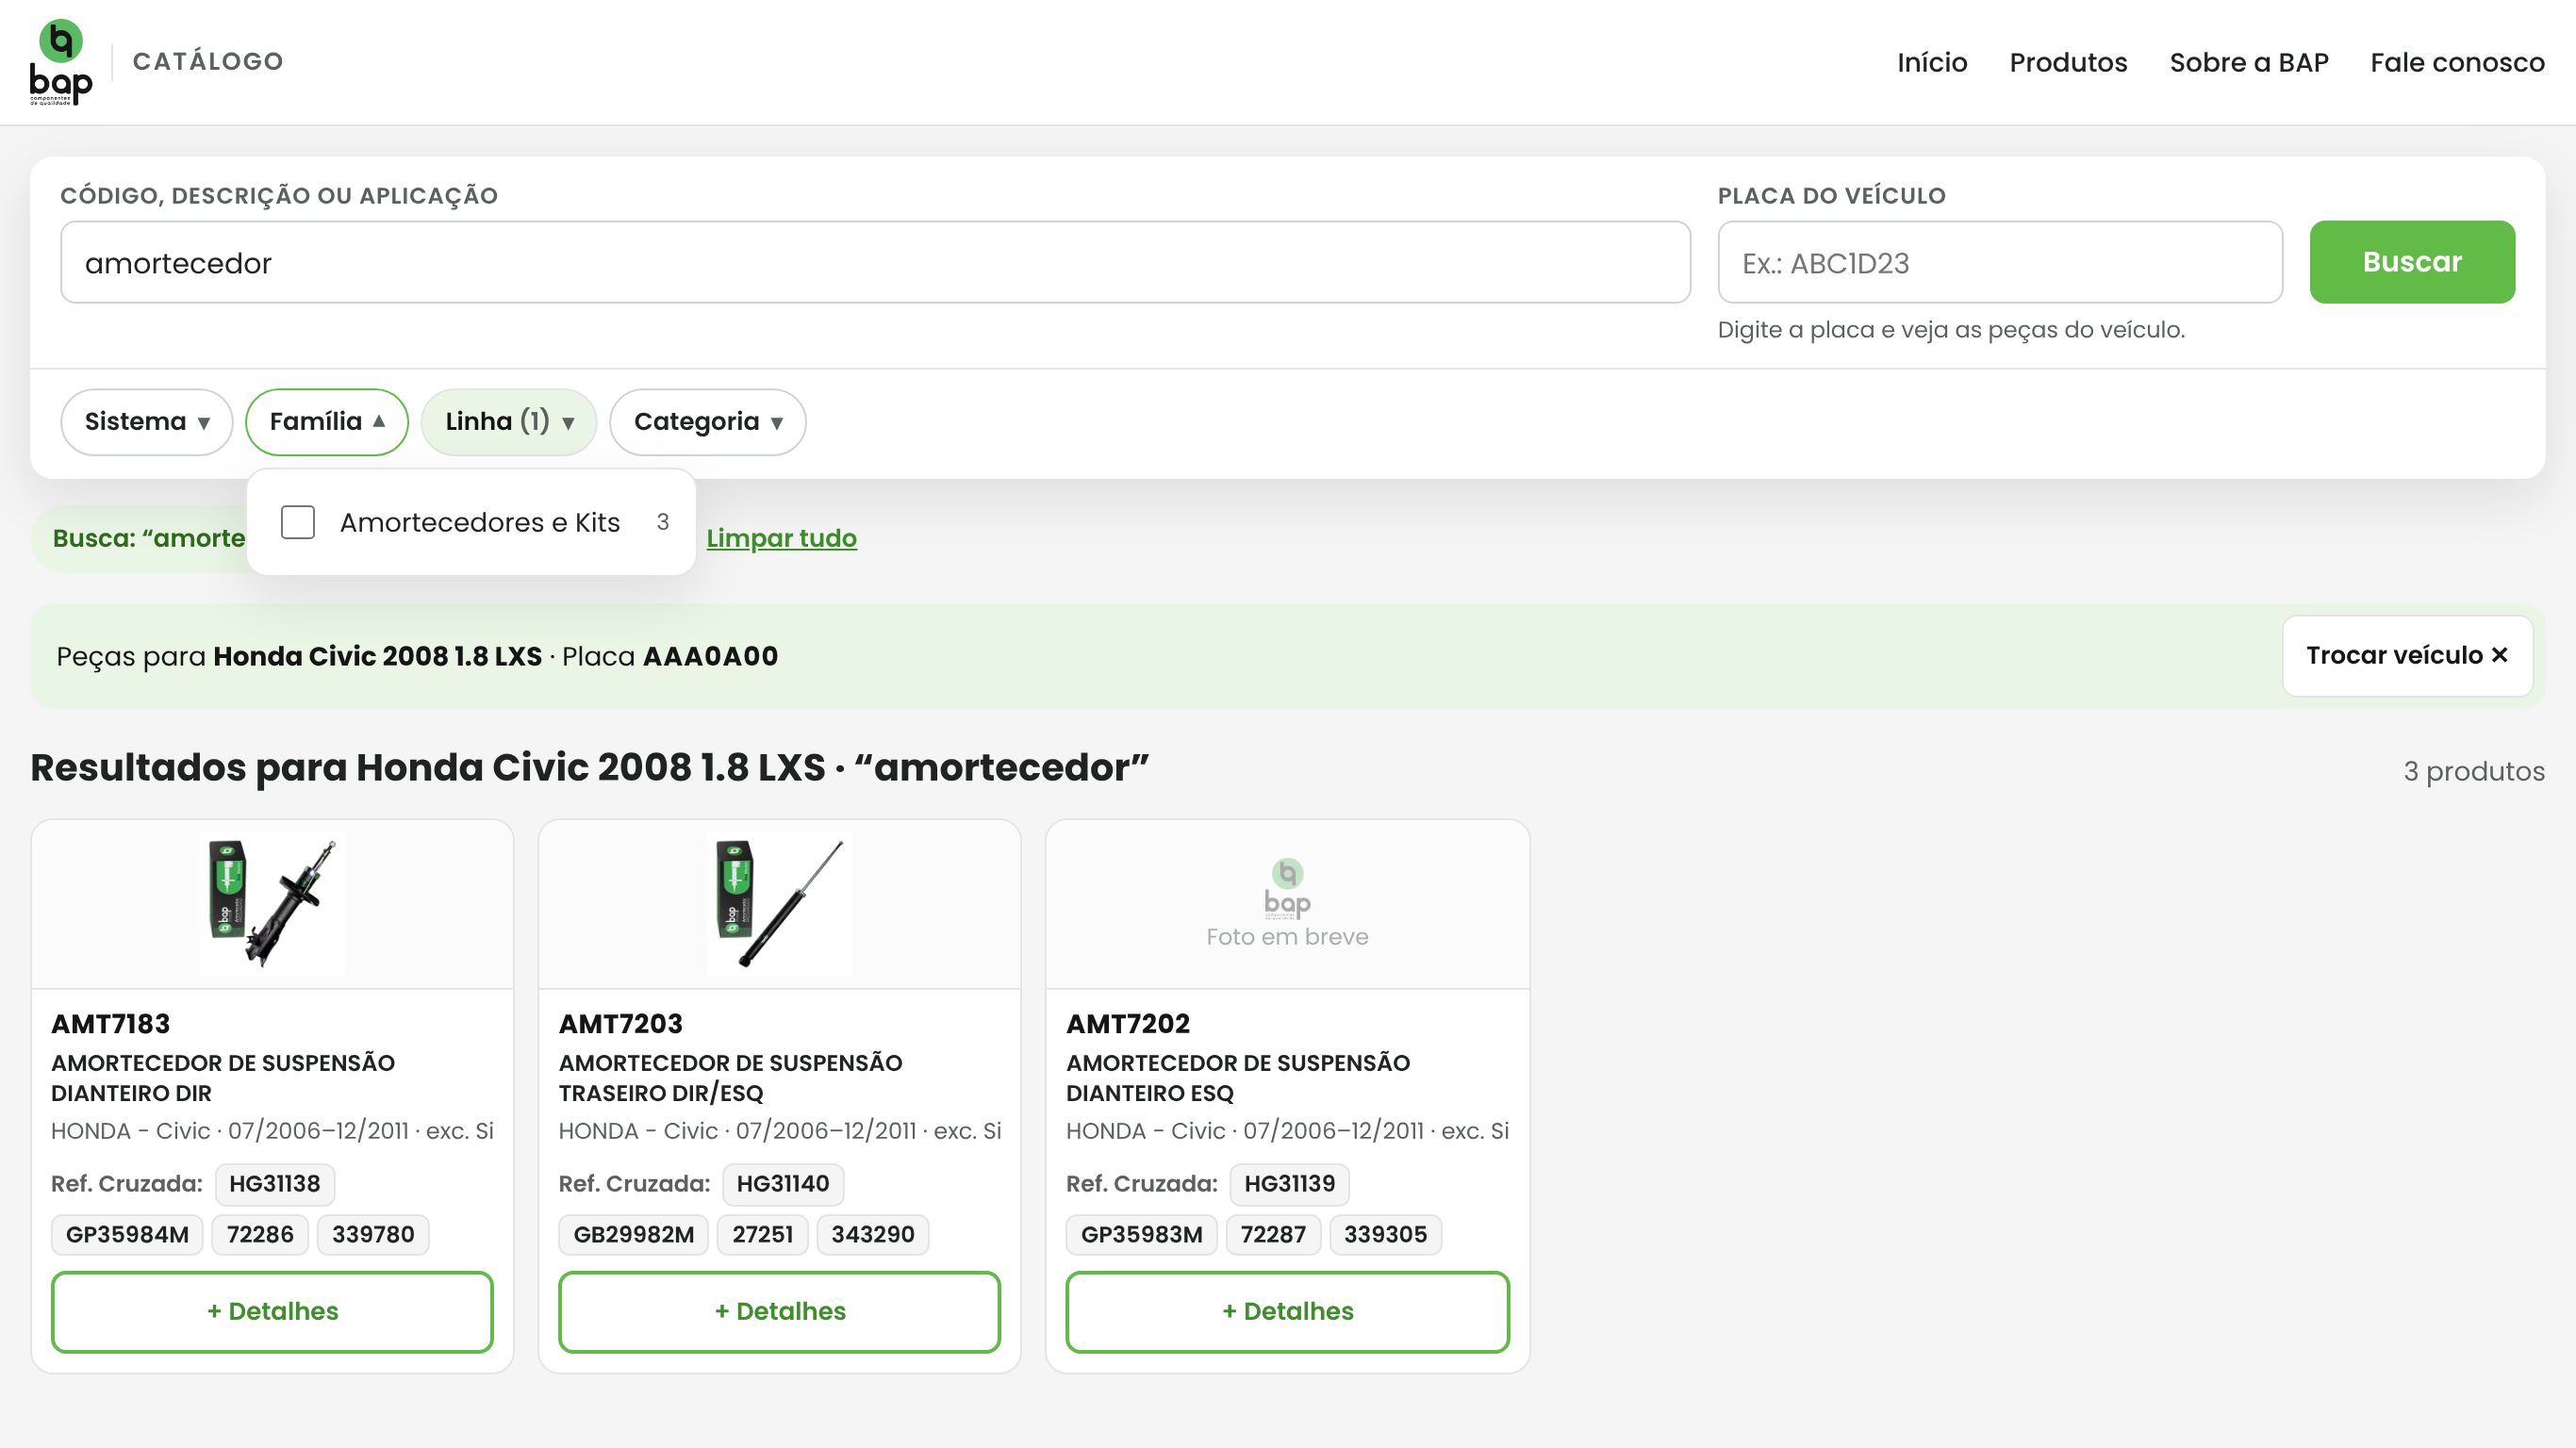 bap
componentes
de qualidade
CATÁLOGO
Início Produtos Sobre a BAP Fale conosco
CÓDIGO, DESCRIÇÃO OU APLICAÇÃO
amortecedor
PLACA DO VEÍCULO
Ex.: ABC1D23
Buscar
Digite a placa e veja as peças do veículo.
Sistema ▾ Família ▴ Linha (1) ▾ Categoria ▾
Amortecedores e Kits 3
Busca: “amorte
Limpar tudo
Peças para Honda Civic 2008 1.8 LXS · Placa AAA0A00
Trocar veículo ✕
Resultados para Honda Civic 2008 1.8 LXS · “amortecedor”
3 produtos
bap
AMT7183
AMORTECEDOR DE SUSPENSÃO
DIANTEIRO DIR
HONDA - Civic · 07/2006–12/2011 · exc. Si
Ref. Cruzada: HG31138
GP35984M 72286 339780
+ Detalhes
bap
AMT7203
AMORTECEDOR DE SUSPENSÃO
TRASEIRO DIR/ESQ
HONDA - Civic · 07/2006–12/2011 · exc. Si
Ref. Cruzada: HG31140
GB29982M 27251 343290
+ Detalhes
bap
Foto em breve
AMT7202
AMORTECEDOR DE SUSPENSÃO
DIANTEIRO ESQ
HONDA - Civic · 07/2006–12/2011 · exc. Si
Ref. Cruzada: HG31139
GP35983M 72287 339305
+ Detalhes